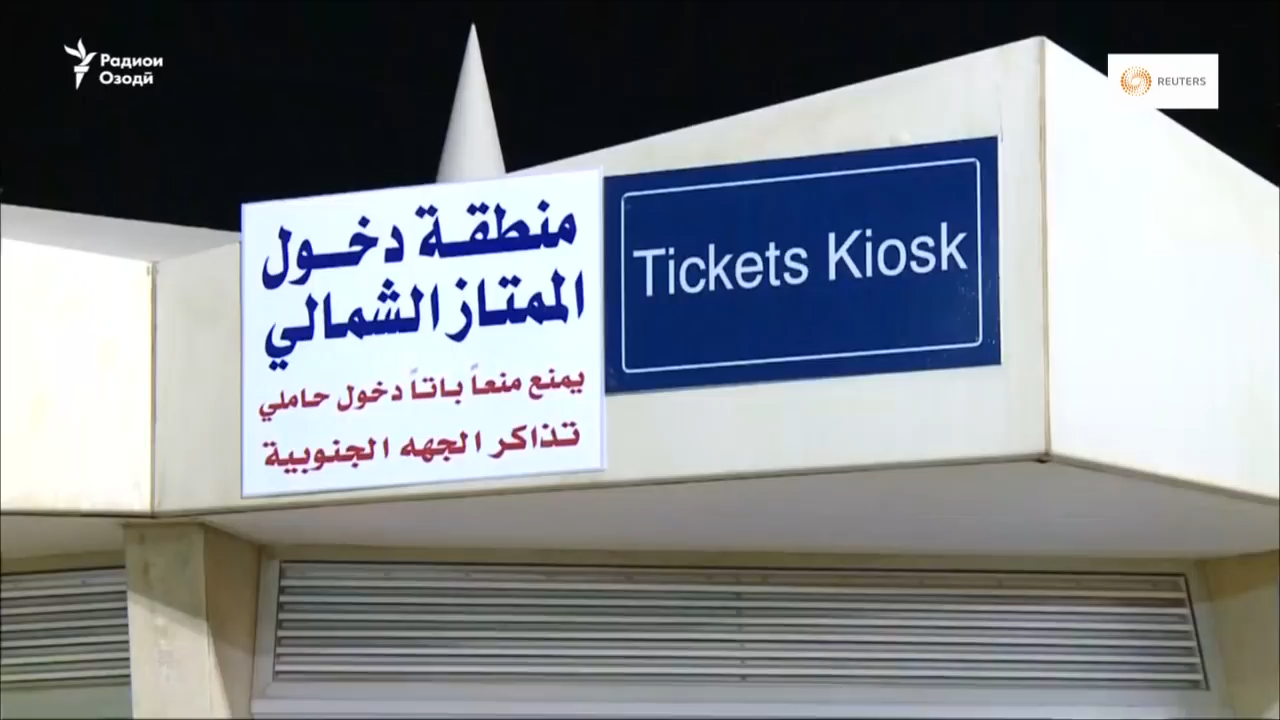 Радиои
Озодӣ
REUTERS
منطقة دخول
الممتاز الشمالي
يمنع منعاً باتاً دخول حاملي
تذاكر الجهه الجنوبية
Tickets Kiosk